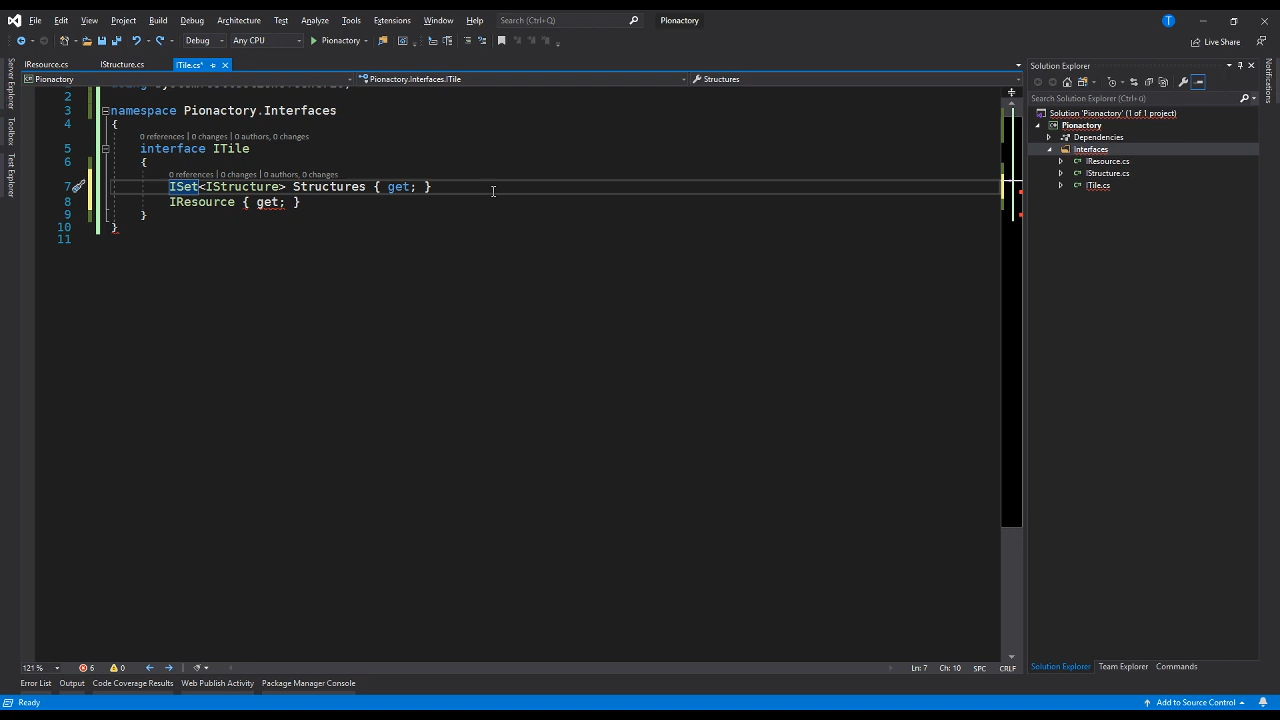 File Edit View Project Build Debug Architecture Test Analyze Tools Extensions Window Help Search (Ctrl+Q) Pionactory T
Debug Any CPU Pionactory Live Share
IResource.cs IStructure.cs ITile.cs*
Pionactory Pionactory.Interfaces.ITile Structures
Server Explorer
Toolbox
Test Explorer
2
3 namespace Pionactory.Interfaces
4 {
0 references | 0 changes | 0 authors, 0 changes
5 interface ITile
6 {
0 references | 0 changes | 0 authors, 0 changes
7 ISet<IStructure> Structures { get; }
8 IResource { get; }
9 }
10 }
11
Solution Explorer
Search Solution Explorer (Ctrl+ü)
Solution 'Pionactory' (1 of 1 project)
Pionactory
Dependencies
Interfaces
IResource.cs
IStructure.cs
ITile.cs
Notifications
121 % 6 0 Ln: 7 Ch: 10 SPC CRLF
Solution Explorer Team Explorer Commands
Error List Output Code Coverage Results Web Publish Activity Package Manager Console
Ready Add to Source Control